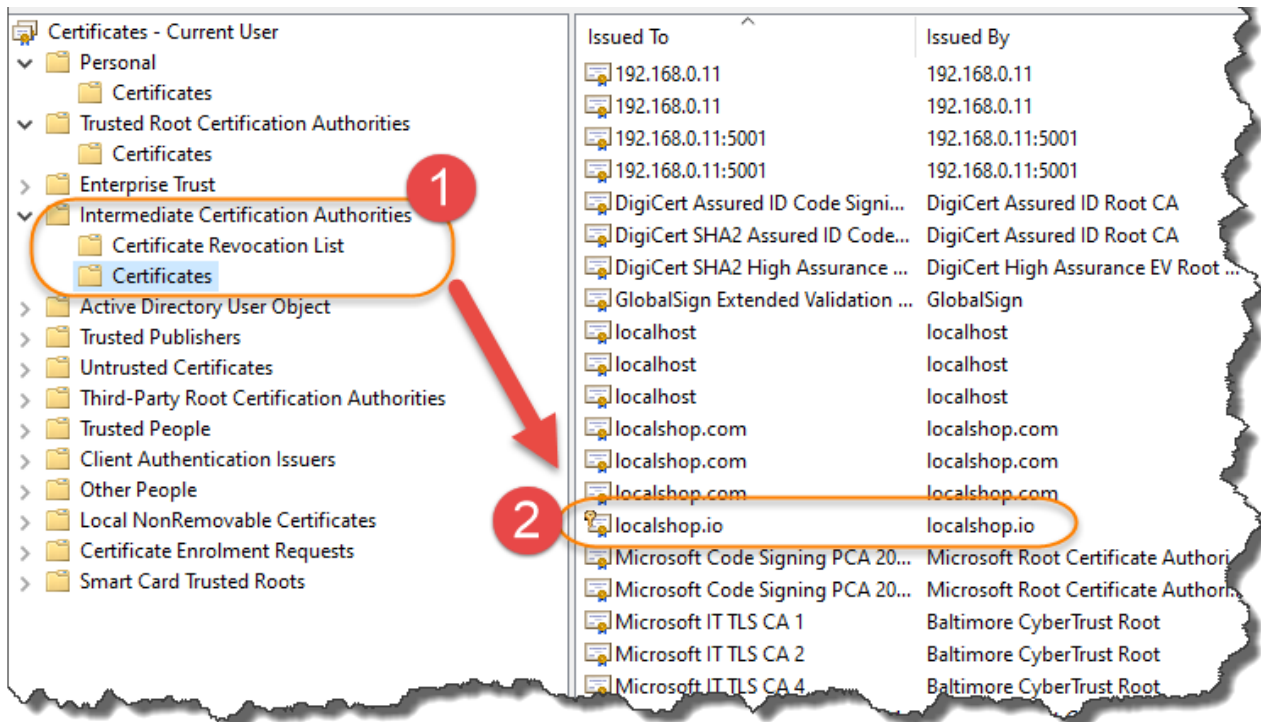 Certificates - Current User
Personal
Certificates
Trusted Root Certification Authorities
Certificates
Enterprise Trust
1
Intermediate Certification Authorities
Certificate Revocation List
Certificates
Active Directory User Object
Trusted Publishers
Untrusted Certificates
Third-Party Root Certification Authorities
Trusted People
Client Authentication Issuers
Other People
Local NonRemovable Certificates
Certificate Enrolment Requests
Smart Card Trusted Roots
Issued To Issued By
192.168.0.11 192.168.0.11
192.168.0.11 192.168.0.11
192.168.0.11:5001 192.168.0.11:5001
192.168.0.11:5001 192.168.0.11:5001
DigiCert Assured ID Code Signi... DigiCert Assured ID Root CA
DigiCert SHA2 Assured ID Code... DigiCert Assured ID Root CA
DigiCert SHA2 High Assurance ... DigiCert High Assurance EV Root ...
GlobalSign Extended Validation ... GlobalSign
localhost localhost
localhost localhost
localhost localhost
localshop.com localshop.com
localshop.com localshop.com
localshop.com localshop.com
2
localshop.io localshop.io
Microsoft Code Signing PCA 20... Microsoft Root Certificate Authori
Microsoft Code Signing PCA 20... Microsoft Root Certificate Authori...
Microsoft IT TLS CA 1 Baltimore CyberTrust Root
Microsoft IT TLS CA 2 Baltimore CyberTrust Root
Microsoft IT TLS CA 4 Baltimore CyberTrust Root